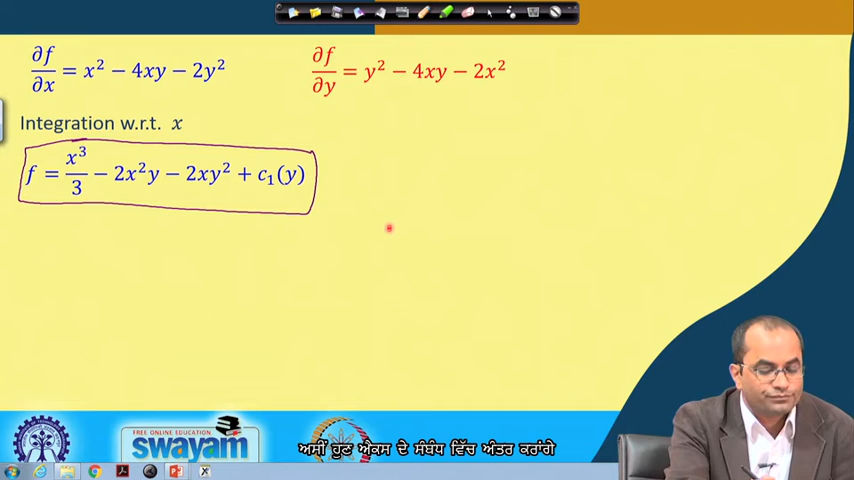 ∂f/∂x = x² − 4xy − 2y²
∂f/∂y = y² − 4xy − 2x²
Integration w.r.t. x
f = x³/3 − 2x²y − 2xy² + c₁(y)
FREE ONLINE EDUCATION
swayam
ਅਸੀਂ ਹੁਣ ਐਕਸ ਦੇ ਸੰਬੰਧ ਵਿੱਚ ਅੰਤਰ ਕਰਾਂਗੇ